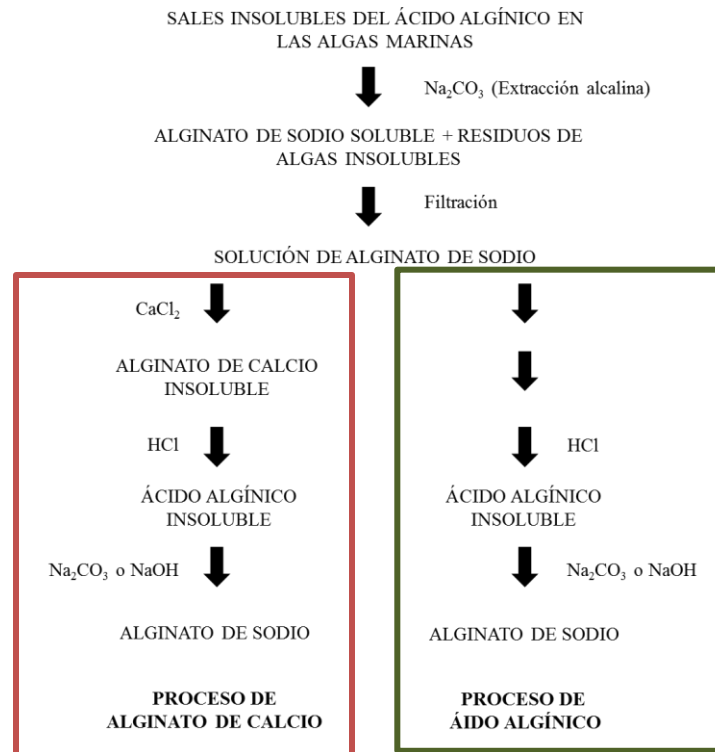 SALES INSOLUBLES DEL ÁCIDO ALGÍNICO EN
LAS ALGAS MARINAS
Na₂CO₃ (Extracción alcalina)
ALGINATO DE SODIO SOLUBLE + RESIDUOS DE
ALGAS INSOLUBLES
Filtración
SOLUCIÓN DE ALGINATO DE SODIO
CaCl₂
ALGINATO DE CALCIO
INSOLUBLE
HCl
ÁCIDO ALGÍNICO
INSOLUBLE
Na₂CO₃ o NaOH
ALGINATO DE SODIO
PROCESO DE
ALGINATO DE CALCIO
HCl
ÁCIDO ALGÍNICO
INSOLUBLE
Na₂CO₃ o NaOH
ALGINATO DE SODIO
PROCESO DE
ÁIDO ALGÍNICO